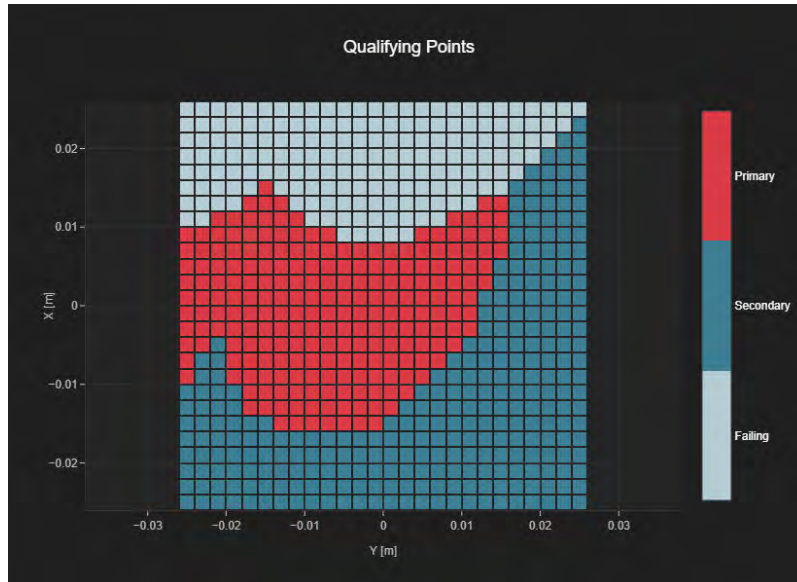 Qualifying Points
X [m]
0.02
0.01
0
−0.01
−0.02
−0.03
−0.02
−0.01
0
0.01
0.02
0.03
Y [m]
Primary
Secondary
Failing